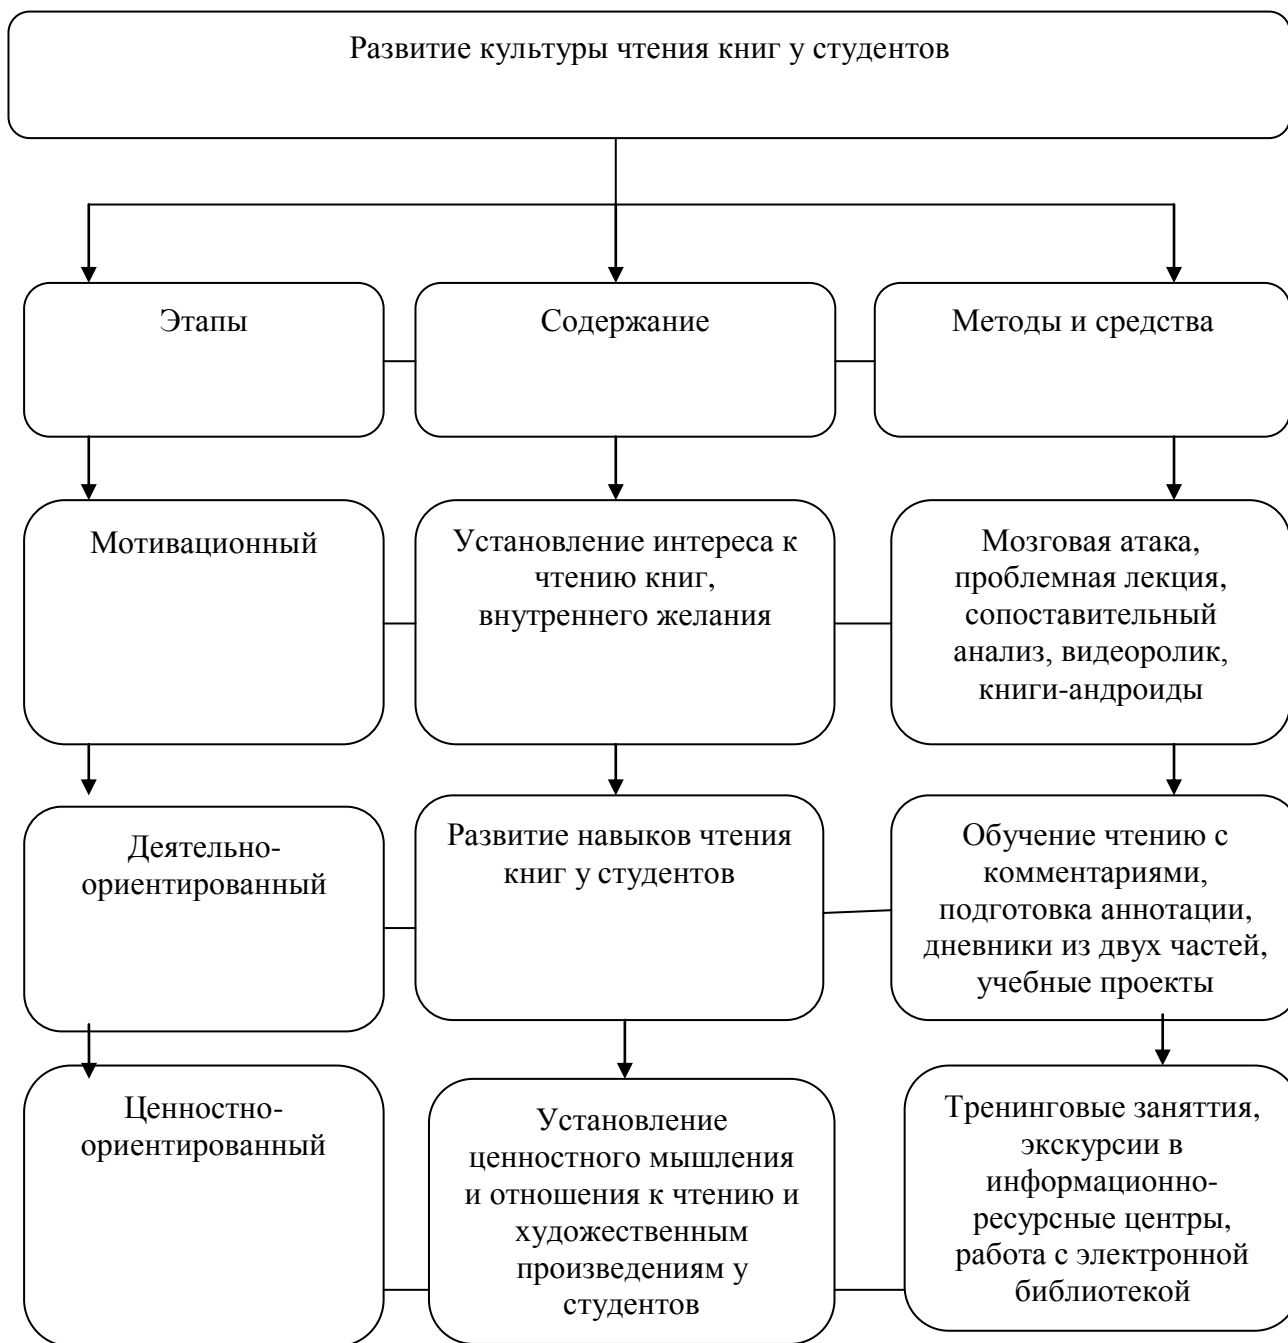 Развитие культуры чтения книг у студентов
Этапы
Содержание
Методы и средства
Мотивационный
Установление интереса к
чтению книг,
внутреннего желания
Мозговая атака,
проблемная лекция,
сопоставительный
анализ, видеоролик,
книги-андроиды
Деятельно-
ориентированный
Развитие навыков чтения
книг у студентов
Обучение чтению с
комментариями,
подготовка аннотации,
дневники из двух частей,
учебные проекты
Ценностно-
ориентированный
Установление
ценностного мышления
и отношения к чтению и
художественным
произведениям у
студентов
Тренинговые заняттия,
экскурсии в
информационно-
ресурсные центры,
работа с электронной
библиотекой